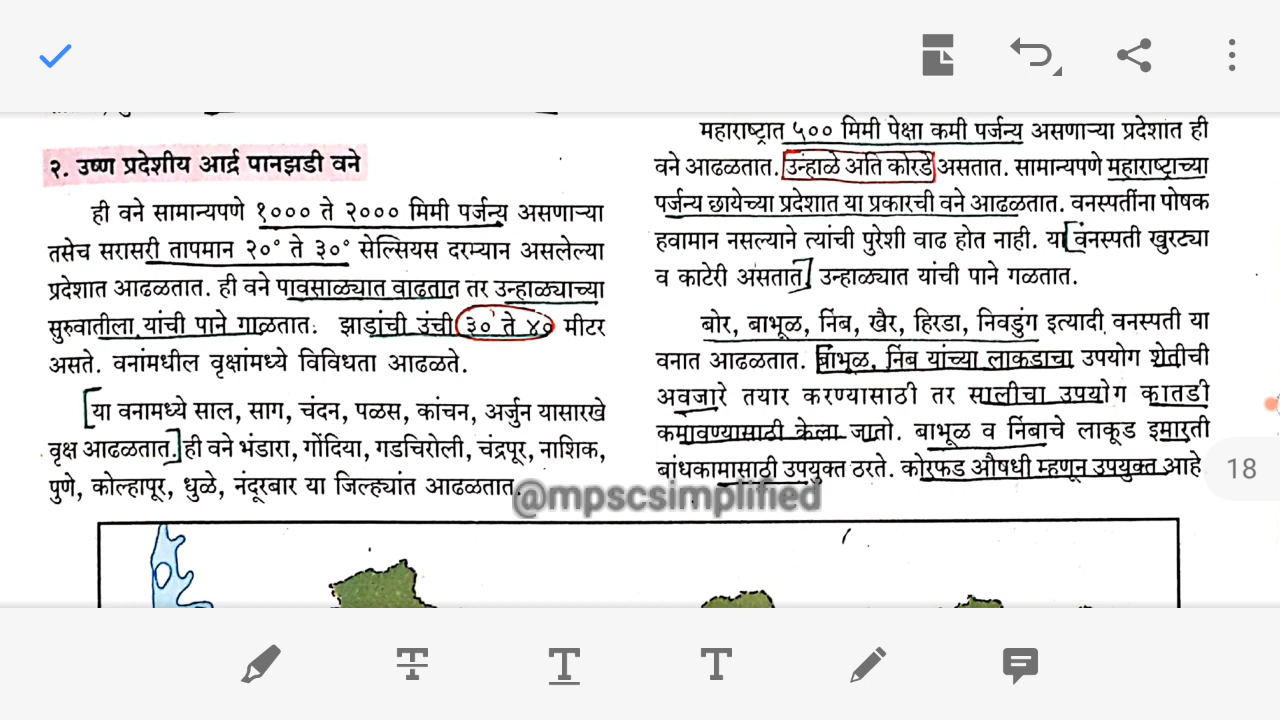 २. उष्ण प्रदेशीय आर्द्र पानझडी वने
ही वने सामान्यपणे १००० ते २००० मिमी पर्जन्य असणाऱ्या
तसेच सरासरी तापमान २०° ते ३०° सेल्सियस दरम्यान असलेल्या
प्रदेशात आढळतात. ही वने पावसाळ्यात वाढतात तर उन्हाळ्याच्या
सुरुवातीला यांची पाने गाळतात. झाडांची उंची ३० ते ४० मीटर
असते. वनांमधील वृक्षांमध्ये विविधता आढळते.
या वनामध्ये साल, साग, चंदन, पळस, कांचन, अर्जुन यासारखे
वृक्ष आढळतात. ही वने भंडारा, गोंदिया, गडचिरोली, चंद्रपूर, नाशिक,
पुणे, कोल्हापूर, धुळे, नंदूरबार या जिल्ह्यांत आढळतात.
महाराष्ट्रात ५०० मिमी पेक्षा कमी पर्जन्य असणाऱ्या प्रदेशांत ही
वने आढळतात. उन्हाळे अति कोरडे असतात. सामान्यपणे महाराष्ट्राच्या
पर्जन्य छायेच्या प्रदेशात या प्रकारची वने आढळतात. वनस्पतींना पोषक
हवामान नसल्याने त्यांची पुरेशी वाढ होत नाही. या वनस्पती खुरट्या
व काटेरी असतात. उन्हाळ्यात यांची पाने गळतात.
बोर, बाभूळ, निंब, खैर, हिरडा, निवडुंग इत्यादी वनस्पती या
वनात आढळतात. बाभूळ, निंब यांच्या लाकडाचा उपयोग शेतीची
अवजारे तयार करण्यासाठी तर सालीचा उपयोग कातडी
कमावण्यासाठी केला जातो. बाभूळ व निंबाचे लाकूड इमारती
बांधकामासाठी उपयुक्त ठरते. कोरफड औषधी म्हणून उपयुक्त आहे
18
@mpscsimplified